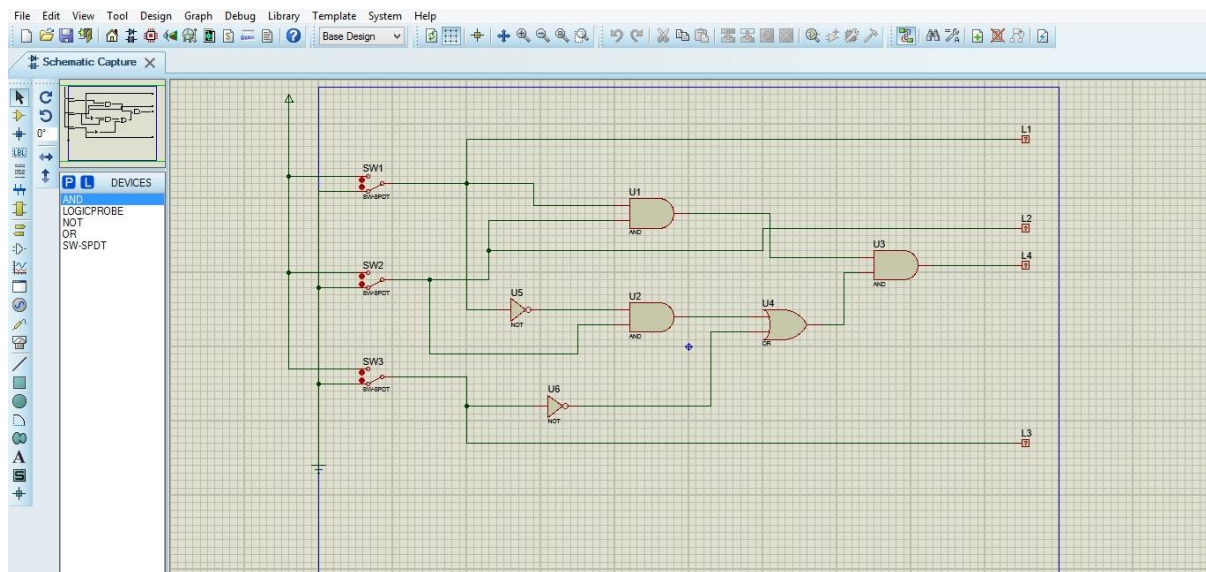 File Edit View Tool Design Graph Debug Library Template System Help
Base Design
Schematic Capture
0°
LBL
P L DEVICES
AND
LOGICPROBE
NOT
OR
SW-SPDT
A
S
L1
?
SW1
SW-SPDT
U1
AND
L2
?
U3
AND
L4
?
SW2
SW-SPDT
U5
NOT
U2
AND
U4
OR
SW3
SW-SPDT
U6
NOT
L3
?